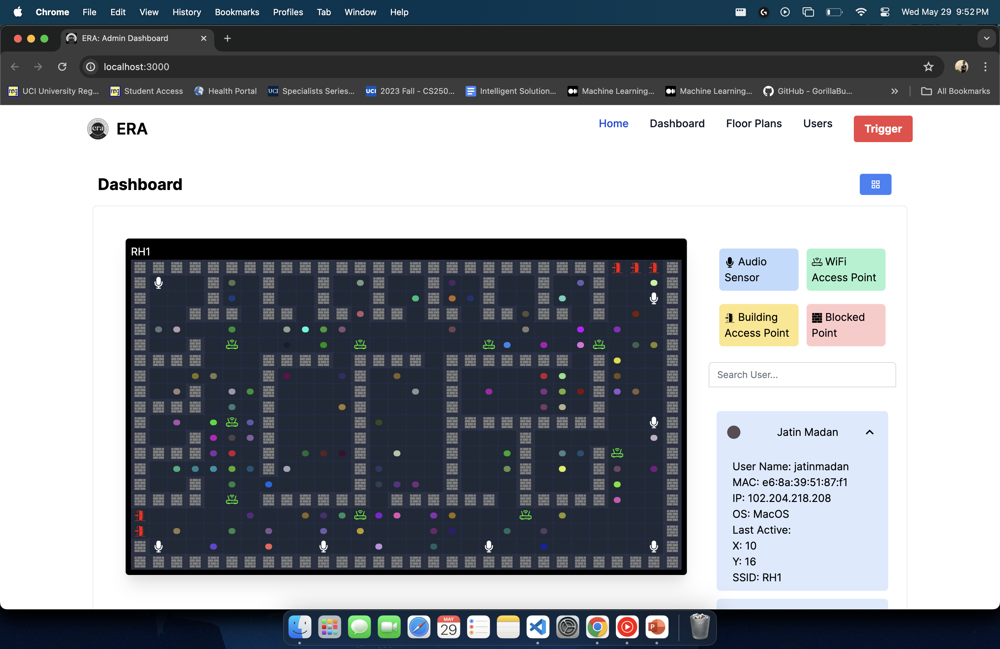 Chrome File Edit View History Bookmarks Profiles Tab Window Help Wed May 29 9:52 PM
ERA: Admin Dashboard
localhost:3000
UCI University Reg... Student Access Health Portal UCI Specialists Series... UCI 2023 Fall - CS250... Intelligent Solution... Machine Learning... Machine Learning... GitHub - GorillaBu... All Bookmarks
era ERA Home Dashboard Floor Plans Users Trigger
Dashboard
RH1
Audio
Sensor
WiFi
Access Point
Building
Access Point
Blocked
Point
Search User...
Jatin Madan
User Name: jatinmadan
MAC: e6:8a:39:51:87:f1
IP: 102.204.218.208
OS: MacOS
Last Active:
X: 10
Y: 16
SSID: RH1
MAY
29
P